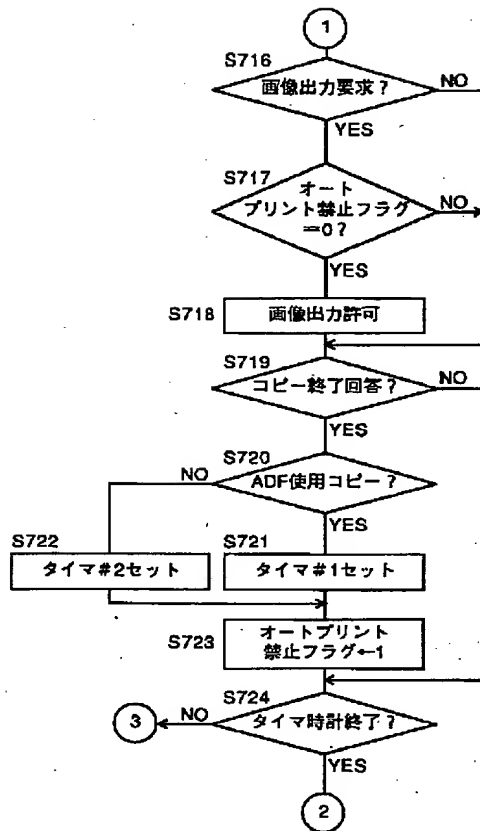 1
S716
画像出力要求?
NO
YES
S717
オート
プリント禁止フラグ
=0?
NO
YES
S718
画像出力許可
S719
コピー終了回答?
NO
YES
S720
NO
ADF使用コピー?
YES
S722
S721
タイマ#2セット
タイマ#1セット
S723
オートプリント
禁止フラグ←1
S724
3
NO
タイマ時計終了?
YES
2